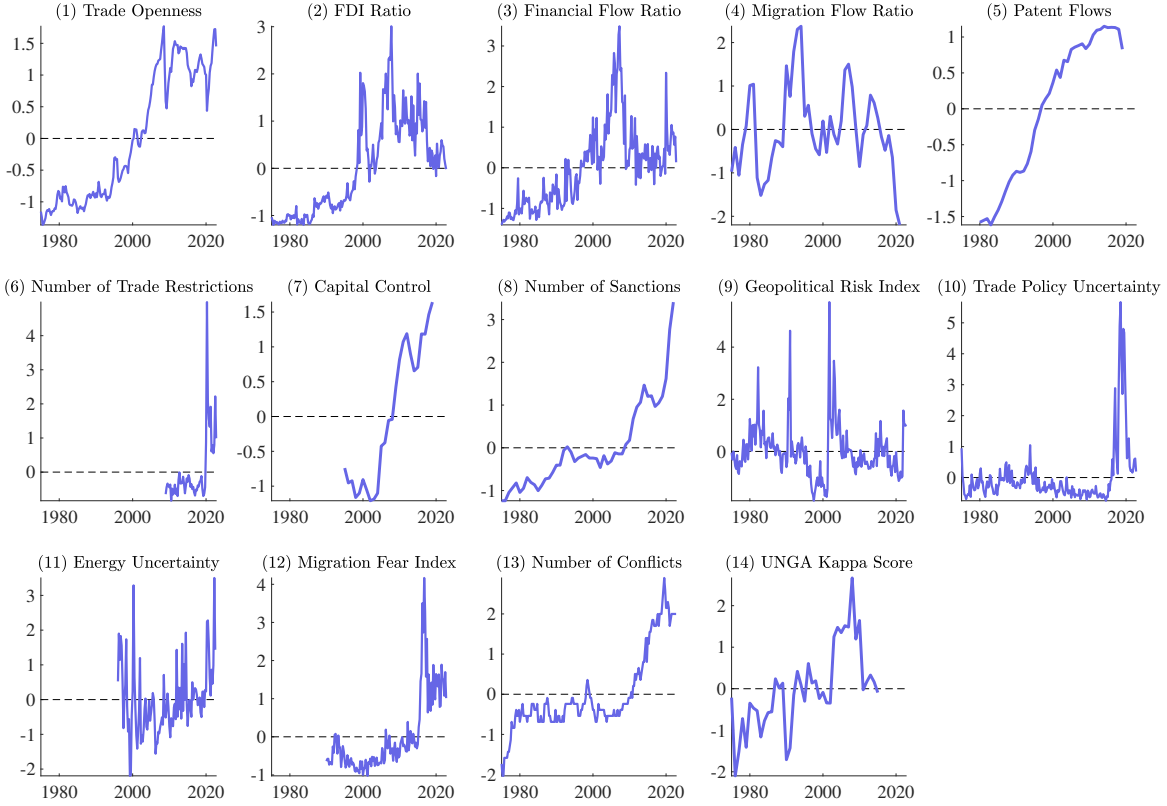 (1) Trade Openness
1.5
1
0.5
0
-0.5
-1
1980 2000 2020
(2) FDI Ratio
3
2
1
0
-1
1980 2000 2020
(3) Financial Flow Ratio
3
2
1
0
-1
1980 2000 2020
(4) Migration Flow Ratio
2
1
0
-1
-2
1980 2000 2020
(5) Patent Flows
1
0.5
0
-0.5
-1
-1.5
1980 2000 2020
(6) Number of Trade Restrictions
4
3
2
1
0
1980 2000 2020
(7) Capital Control
1.5
1
0.5
0
-0.5
-1
1980 2000 2020
(8) Number of Sanctions
3
2
1
0
-1
1980 2000 2020
(9) Geopolitical Risk Index
4
2
0
1980 2000 2020
(10) Trade Policy Uncertainty
5
4
3
2
1
0
1980 2000 2020
(11) Energy Uncertainty
3
2
1
0
-1
-2
1980 2000 2020
(12) Migration Fear Index
4
3
2
1
0
-1
1980 2000 2020
(13) Number of Conflicts
2
1
0
-1
-2
1980 2000 2020
(14) UNGA Kappa Score
2
1
0
-1
-2
1980 2000 2020